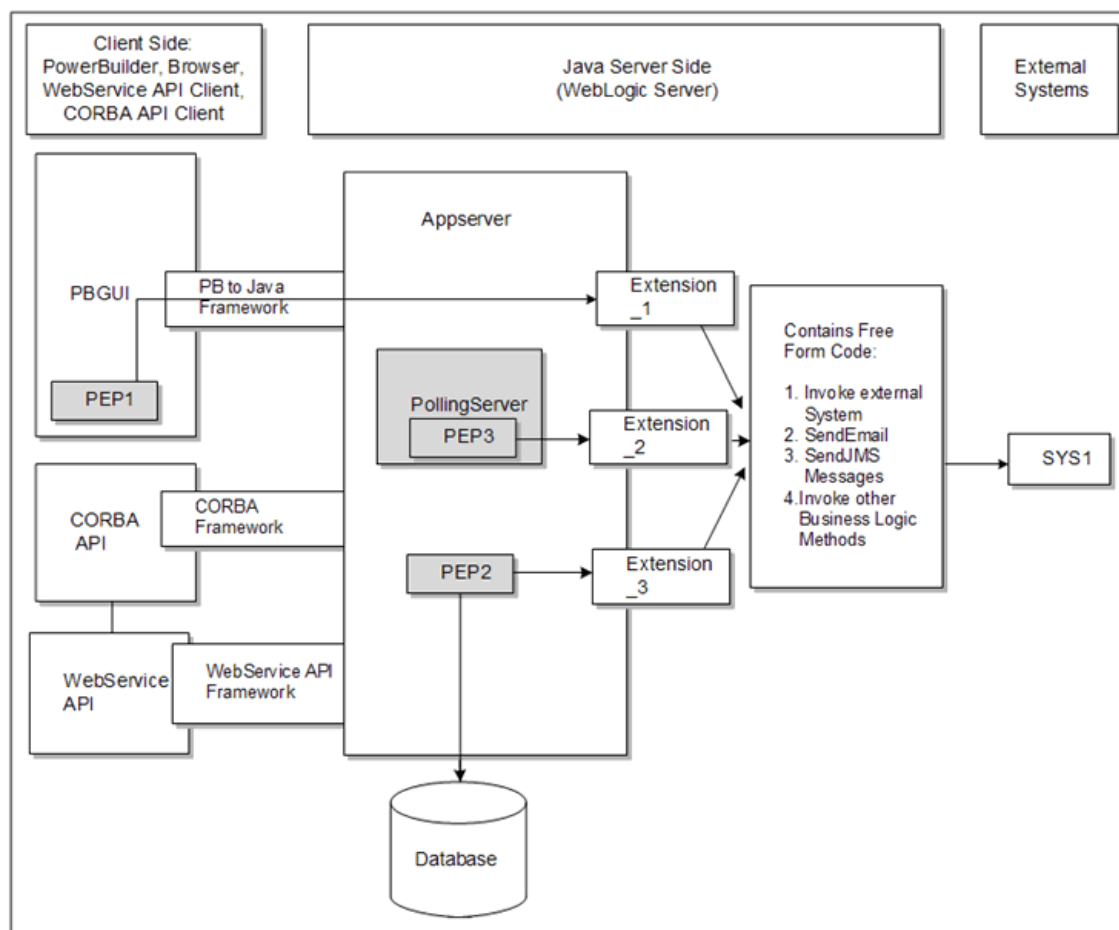 Client Side:
PowerBuilder, Browser,
WebService API Client,
CORBA API Client
Java Server Side
(WebLogic Server)
External
Systems
Appserver
PBGUI
PB to Java
Framework
Extension
_1
PEP1
PollingServer
PEP3
Extension
_2
Contains Free
Form Code:
1. Invoke external
System
2. SendEmail
3. SendJMS
Messages
4.Invoke other
Business Logic
Methods
SYS1
CORBA
API
CORBA
Framework
PEP2
Extension
_3
WebService
API
WebService API
Framework
Database